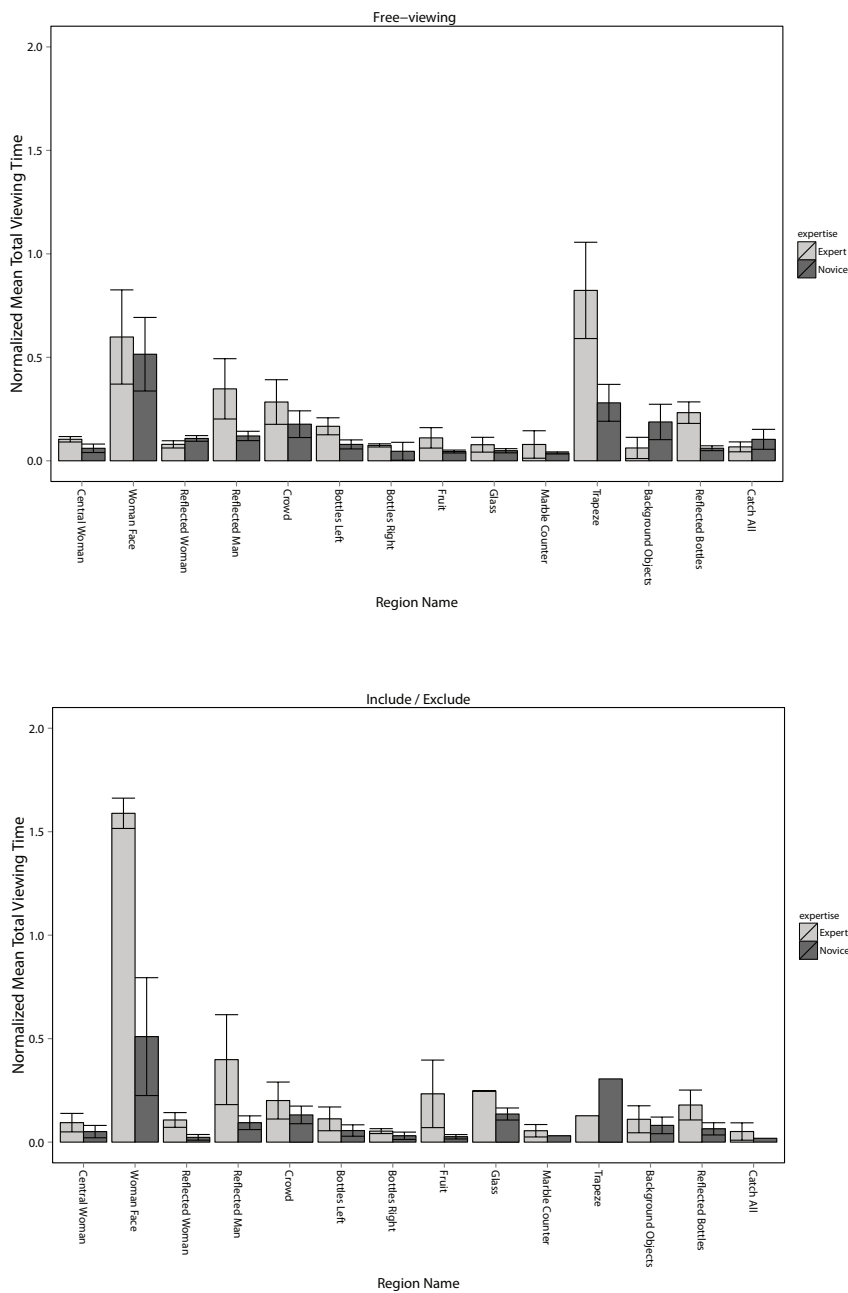 Free−viewing
Normalized Mean Total Viewing Time
2.0
1.5
1.0
0.5
0.0
expertise
Expert
Novice
Central Woman
Woman Face
Reflected Woman
Reflected Man
Crowd
Bottles Left
Bottles Right
Fruit
Glass
Marble Counter
Trapeze
Background Objects
Reflected Bottles
Catch All
Region Name
Include / Exclude
Normalized Mean Total Viewing Time
2.0
1.5
1.0
0.5
0.0
expertise
Expert
Novice
Central Woman
Woman Face
Reflected Woman
Reflected Man
Crowd
Bottles Left
Bottles Right
Fruit
Glass
Marble Counter
Trapeze
Background Objects
Reflected Bottles
Catch All
Region Name